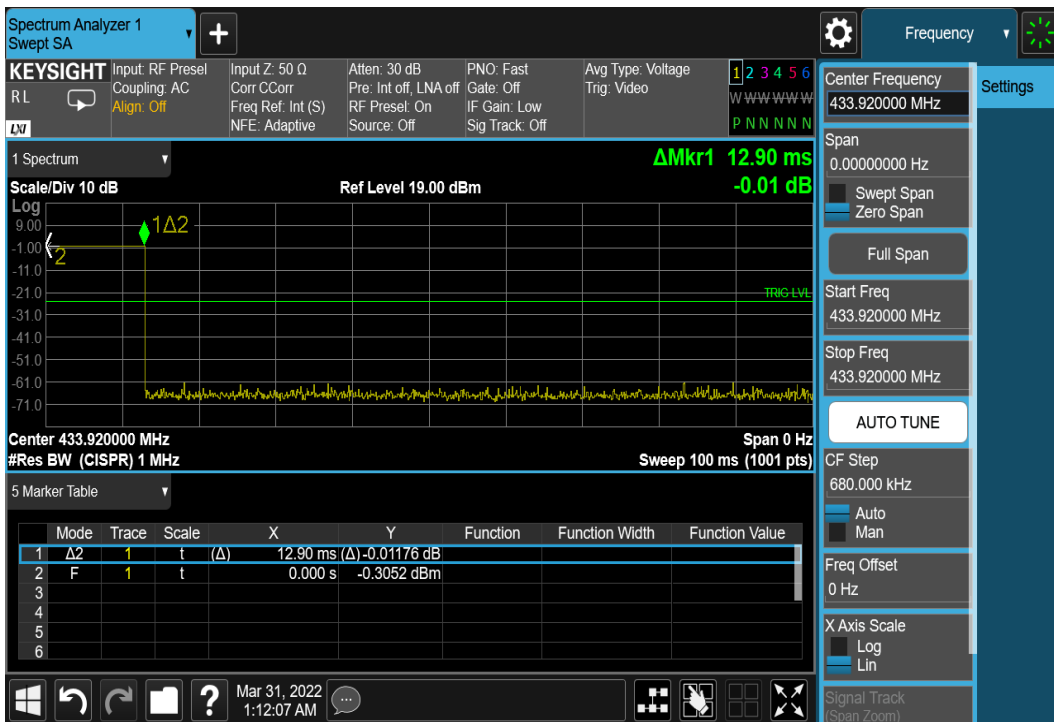 Spectrum Analyzer 1
Swept SA
Frequency
KEYSIGHT
RL
LXI
Input: RF Presel
Coupling: AC
Align: Off
Input Z: 50 Ω
Corr CCorr
Freq Ref: Int (S)
NFE: Adaptive
Atten: 30 dB
Pre: Int off, LNA off
RF Presel: On
Source: Off
PNO: Fast
Gate: Off
IF Gain: Low
Sig Track: Off
Avg Type: Voltage
Trig: Video
1 2 3 4 5 6
W W W W W W
P N N N N N
1 Spectrum
ΔMkr1 12.90 ms
-0.01 dB
Scale/Div 10 dB
Ref Level 19.00 dBm
Log
9.00
-1.00
-11.0
-21.0
-31.0
-41.0
-51.0
-61.0
-71.0
1Δ2
2
TRIG LVL
Center 433.920000 MHz
Span 0 Hz
#Res BW (CISPR) 1 MHz
Sweep 100 ms (1001 pts)
5 Marker Table
Mode Trace Scale X Y Function Function Width Function Value
1 Δ2 1 t (Δ) 12.90 ms (Δ) -0.01176 dB
2 F 1 t 0.000 s -0.3052 dBm
3
4
5
6
Mar 31, 2022
1:12:07 AM
Center Frequency
433.920000 MHz
Settings
Span
0.00000000 Hz
Swept Span
Zero Span
Full Span
Start Freq
433.920000 MHz
Stop Freq
433.920000 MHz
AUTO TUNE
CF Step
680.000 kHz
Auto
Man
Freq Offset
0 Hz
X Axis Scale
Log
Lin
Signal Track
(Span Zoom)